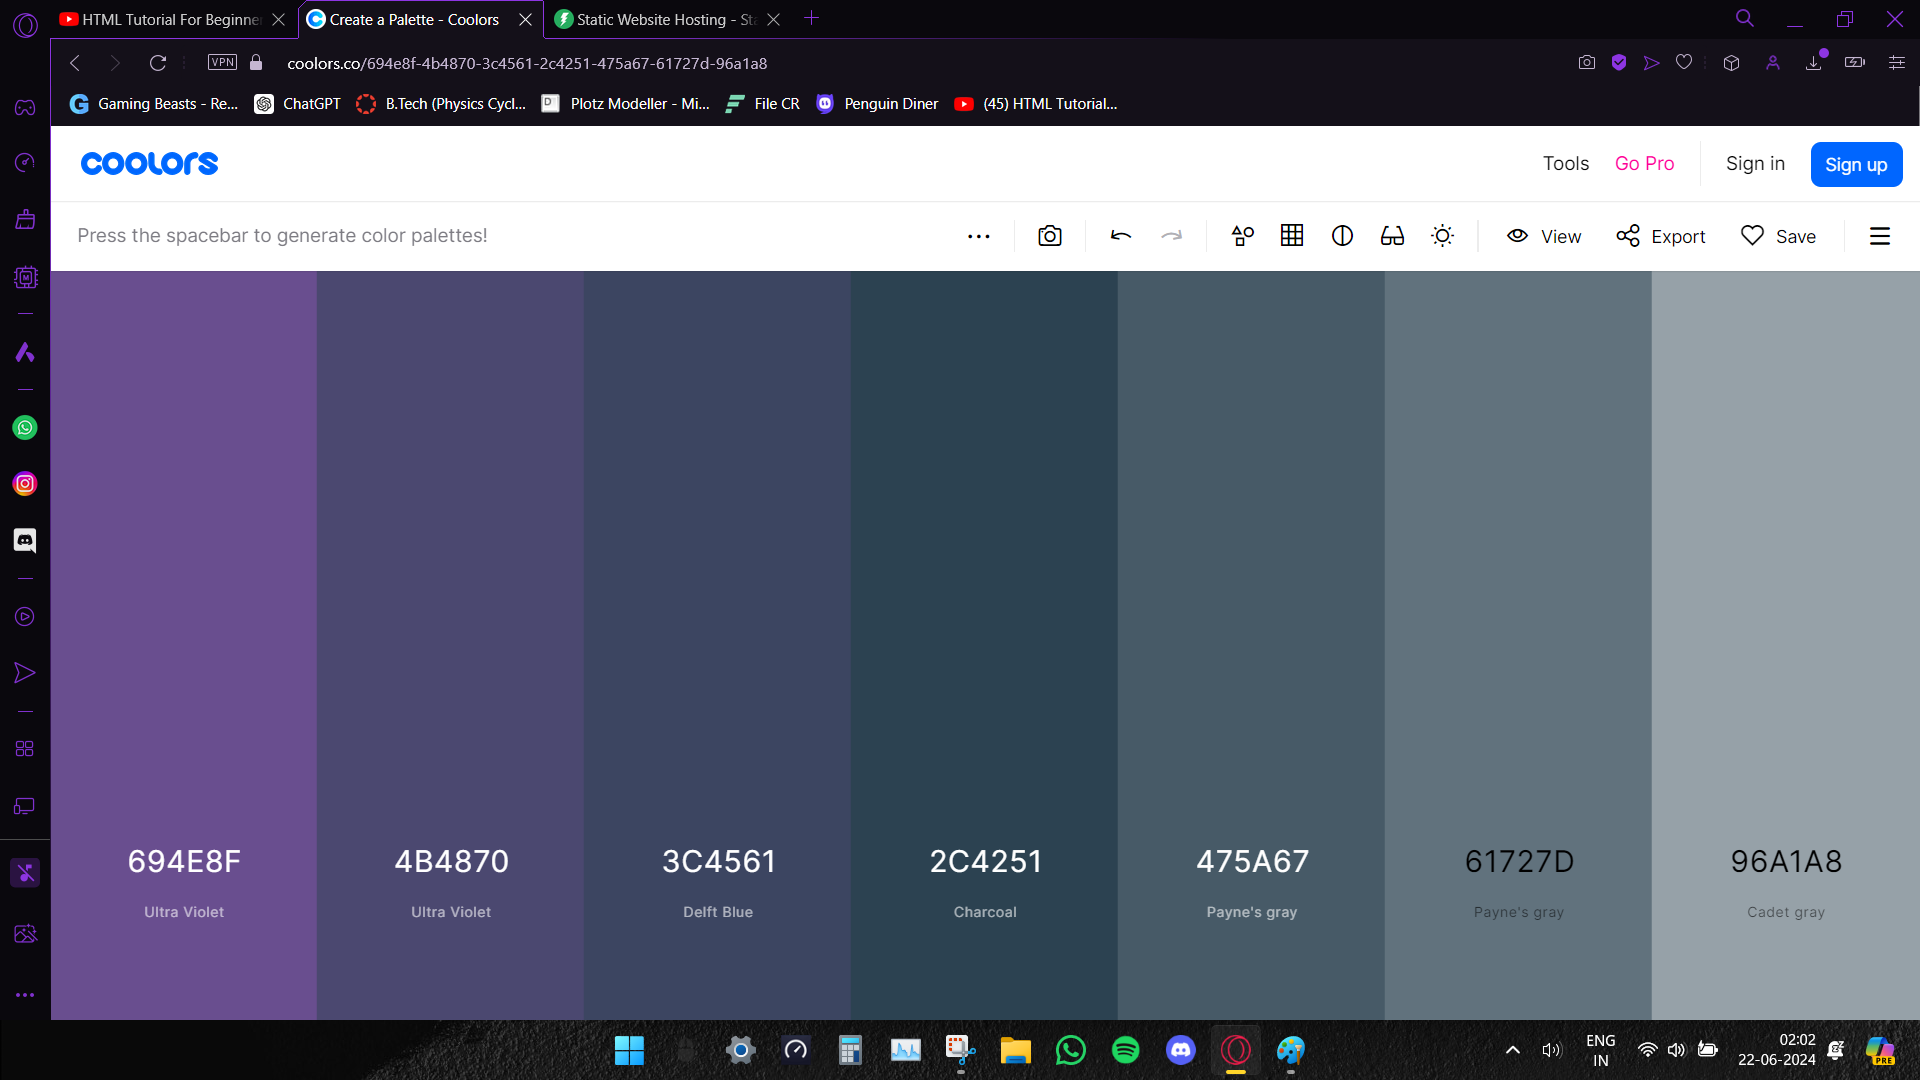 HTML Tutorial For Beginne
Create a Palette - Coolors
Static Website Hosting - Sta
VPN
coolors.co/694e8f-4b4870-3c4561-2c4251-475a67-61727d-96a1a8
Gaming Beasts - Re...
ChatGPT
B.Tech (Physics Cycl...
Plotz Modeller - Mi...
File CR
Penguin Diner
(45) HTML Tutorial...
coolors
Tools
Go Pro
Sign in
Sign up
Press the spacebar to generate color palettes!
View
Export
Save
694E8F
Ultra Violet
4B4870
Ultra Violet
3C4561
Delft Blue
2C4251
Charcoal
475A67
Payne's gray
61727D
Payne's gray
96A1A8
Cadet gray
ENG
IN
02:02
22-06-2024
PRE